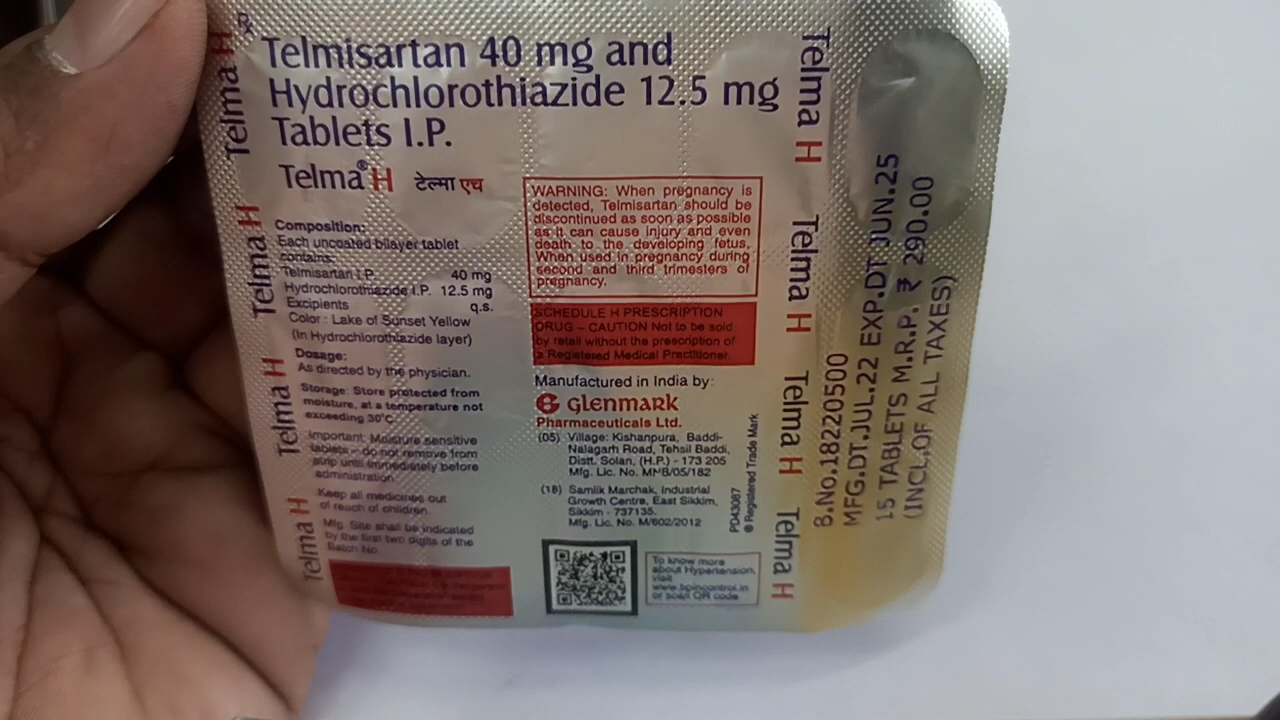 Rx
Telmisartan 40 mg and
Hydrochlorothiazide 12.5 mg
Tablets I.P.
Telma® H टेल्मा एच
Composition:
Each uncoated bilayer tablet
contains:
Telmisartan I.P. 40 mg
Hydrochlorothiazide I.P. 12.5 mg
Excipients q.s.
Color : Lake of Sunset Yellow
(In Hydrochlorothiazide layer)
Dosage:
As directed by the physician.
Storage: Store protected from
moisture, at a temperature not
exceeding 30°C.
Important: Moisture sensitive
tablets – do not remove from
strip until immediately before
administration.
Keep all medicines out
of reach of children.
Mfg. Site shall be indicated
by the first two digits of the
Batch No.
WARNING: When pregnancy is
detected, Telmisartan should be
discontinued as soon as possible
as it can cause injury and even
death to the developing fetus.
When used in pregnancy during
second and third trimesters of
pregnancy.
SCHEDULE H PRESCRIPTION
DRUG – CAUTION Not to be sold
by retail without the prescription of
a Registered Medical Practitioner.
Manufactured in India by:
glenmark
Pharmaceuticals Ltd.
(05) Village: Kishanpura, Baddi-
Nalagarh Road, Tehsil Baddi,
Distt. Solan, (H.P.) - 173 205
Mfg. Lic. No. MNB/05/182
(18) Samlik Marchak, Industrial
Growth Centre, East Sikkim,
Sikkim - 737135.
Mfg. Lic. No. M/602/2012
PD43087
® Registered Trade Mark
To know more
about Hypertension,
visit
www.bpincontrol.in
or scan QR code
Telma H
Telma H
Telma H
Telma H
Telma H
Telma H
Telma H
Telma H
B.No.18220500
MFG.DT.JUL.22 EXP.DT JUN.25
15 TABLETS M.R.P. ₹ 290.00
(INCL.OF ALL TAXES)